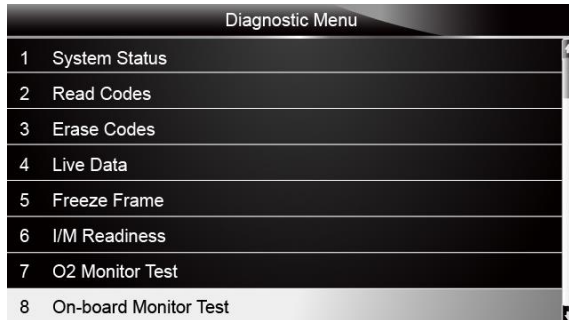 Diagnostic Menu
1 System Status
2 Read Codes
3 Erase Codes
4 Live Data
5 Freeze Frame
6 I/M Readiness
7 O2 Monitor Test
8 On-board Monitor Test